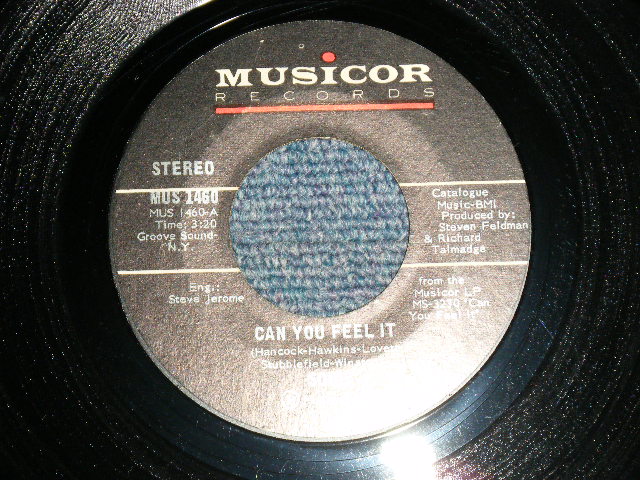 MUSICOR
RECORDS
STEREO
MUS 1460
MUS 1460-A
Time: 3:20
Groove Sound-
N.Y.
Eng.:
Steve Jerome
Catalogue
Music-BMI
Produced by:
Steven Feldman
& Richard
Talmadge
from the
Musicor LP
"Can
You Feel It"
CAN YOU FEEL IT
(Hancock-Hawkins-Love
Stubblefield-